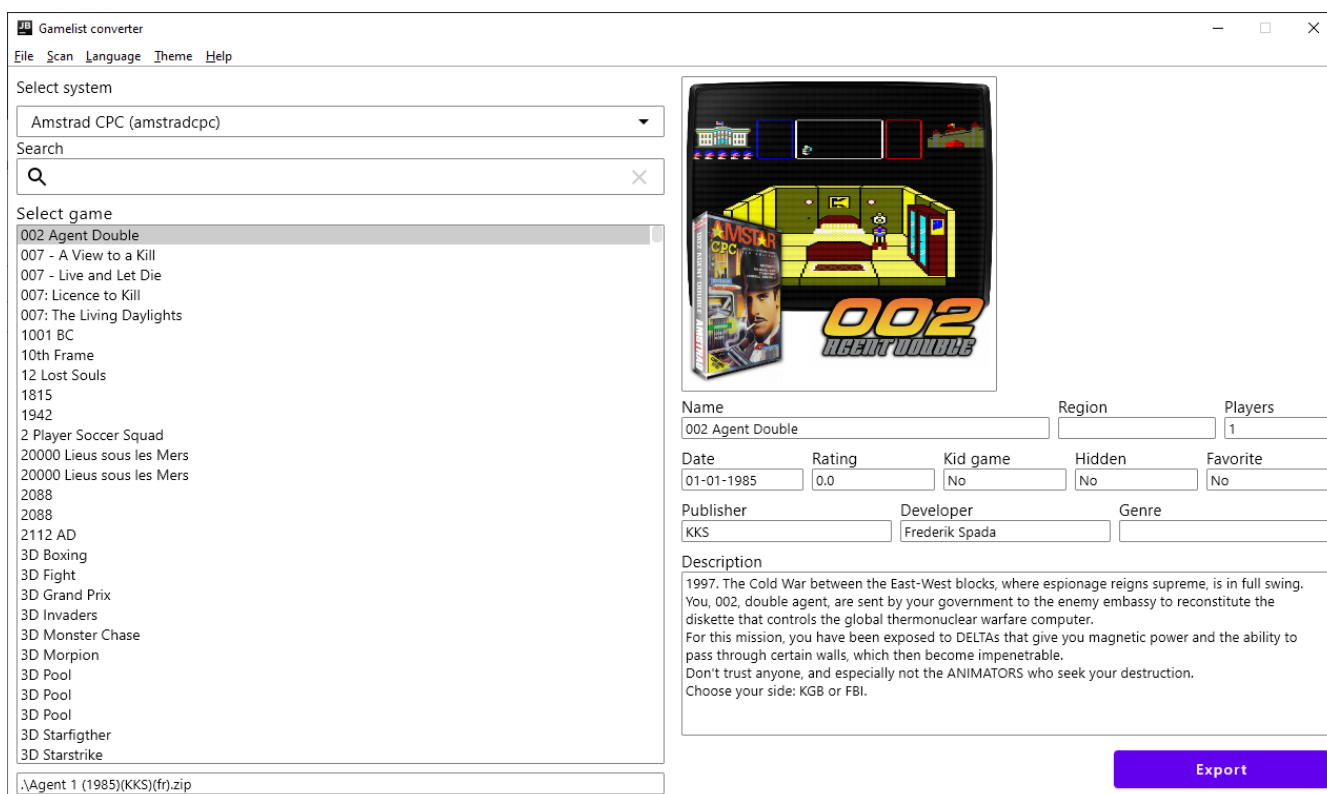 JB Gamelist converter
File Scan Language Theme Help
Select system
Amstrad CPC (amstradcpc)
Search
Select game
002 Agent Double
007 - A View to a Kill
007 - Live and Let Die
007: Licence to Kill
007: The Living Daylights
1001 BC
10th Frame
12 Lost Souls
1815
1942
2 Player Soccer Squad
20000 Lieus sous les Mers
20000 Lieus sous les Mers
2088
2088
2112 AD
3D Boxing
3D Fight
3D Grand Prix
3D Invaders
3D Monster Chase
3D Morpion
3D Pool
3D Pool
3D Pool
3D Starfigther
3D Starstrike
.\Agent 1 (1985)(KKS)(fr).zip
AMSTAR
CPC
002
AGENT DOUBLE
Name Region Players
002 Agent Double 1
Date Rating Kid game Hidden Favorite
01-01-1985 0.0 No No No
Publisher Developer Genre
KKS Frederik Spada
Description
1997. The Cold War between the East-West blocks, where espionage reigns supreme, is in full swing.
You, 002, double agent, are sent by your government to the enemy embassy to reconstitute the
diskette that controls the global thermonuclear warfare computer.
For this mission, you have been exposed to DELTAs that give you magnetic power and the ability to
pass through certain walls, which then become impenetrable.
Don't trust anyone, and especially not the ANIMATORS who seek your destruction.
Choose your side: KGB or FBI.
Export